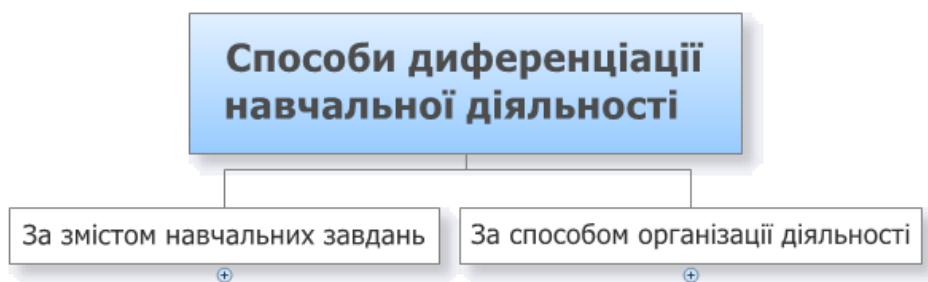 Способи диференціації
навчальної діяльності
За змістом навчальних завдань
За способом організації діяльності